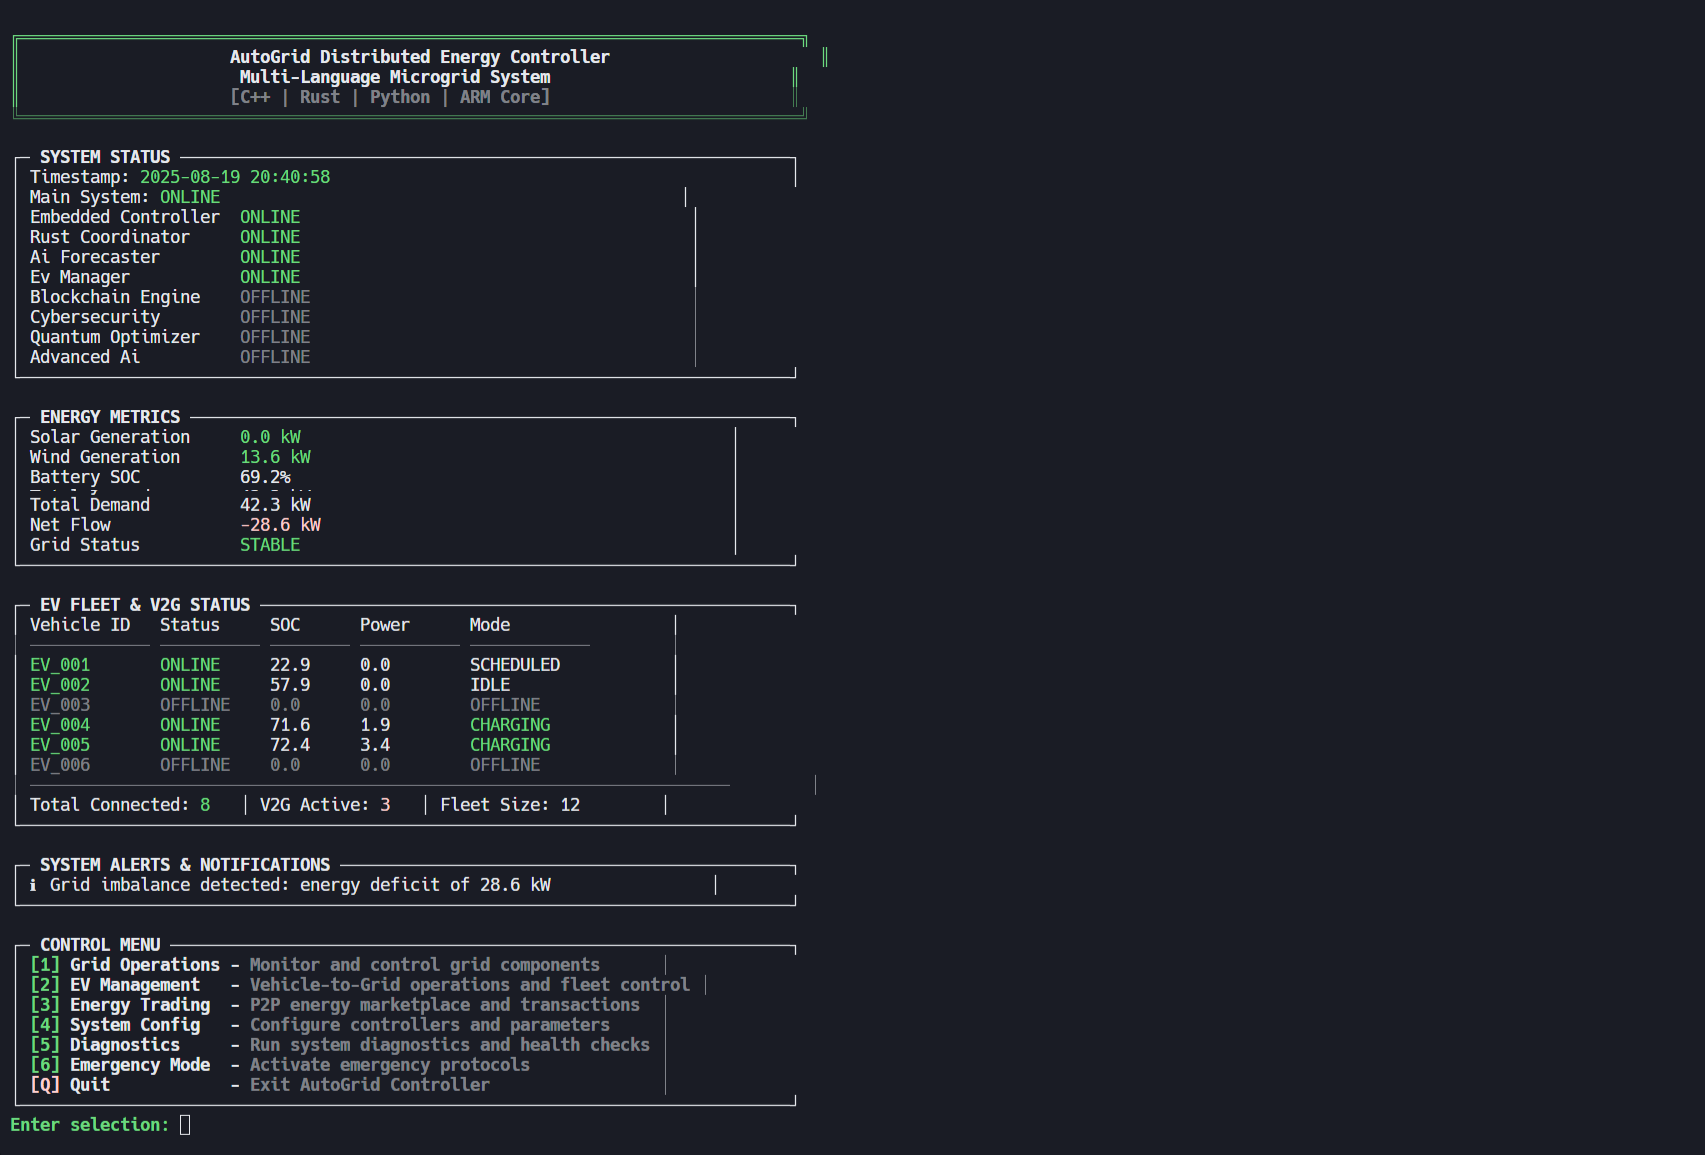 AutoGrid Distributed Energy Controller
Multi-Language Microgrid System
[C++ | Rust | Python | ARM Core]
SYSTEM STATUS
Timestamp: 2025-08-19 20:40:58
Main System: ONLINE
Embedded Controller ONLINE
Rust Coordinator ONLINE
Ai Forecaster ONLINE
Ev Manager ONLINE
Blockchain Engine OFFLINE
Cybersecurity OFFLINE
Quantum Optimizer OFFLINE
Advanced Ai OFFLINE
ENERGY METRICS
Solar Generation 0.0 kW
Wind Generation 13.6 kW
Battery SOC 69.2%
Total Demand 42.3 kW
Net Flow -28.6 kW
Grid Status STABLE
EV FLEET & V2G STATUS
Vehicle ID Status SOC Power Mode
EV_001 ONLINE 22.9 0.0 SCHEDULED
EV_002 ONLINE 57.9 0.0 IDLE
EV_003 OFFLINE 0.0 0.0 OFFLINE
EV_004 ONLINE 71.6 1.9 CHARGING
EV_005 ONLINE 72.4 3.4 CHARGING
EV_006 OFFLINE 0.0 0.0 OFFLINE
Total Connected: 8 | V2G Active: 3 | Fleet Size: 12
SYSTEM ALERTS & NOTIFICATIONS
ℹ Grid imbalance detected: energy deficit of 28.6 kW
CONTROL MENU
[1] Grid Operations - Monitor and control grid components
[2] EV Management - Vehicle-to-Grid operations and fleet control
[3] Energy Trading - P2P energy marketplace and transactions
[4] System Config - Configure controllers and parameters
[5] Diagnostics - Run system diagnostics and health checks
[6] Emergency Mode - Activate emergency protocols
[Q] Quit - Exit AutoGrid Controller
Enter selection: